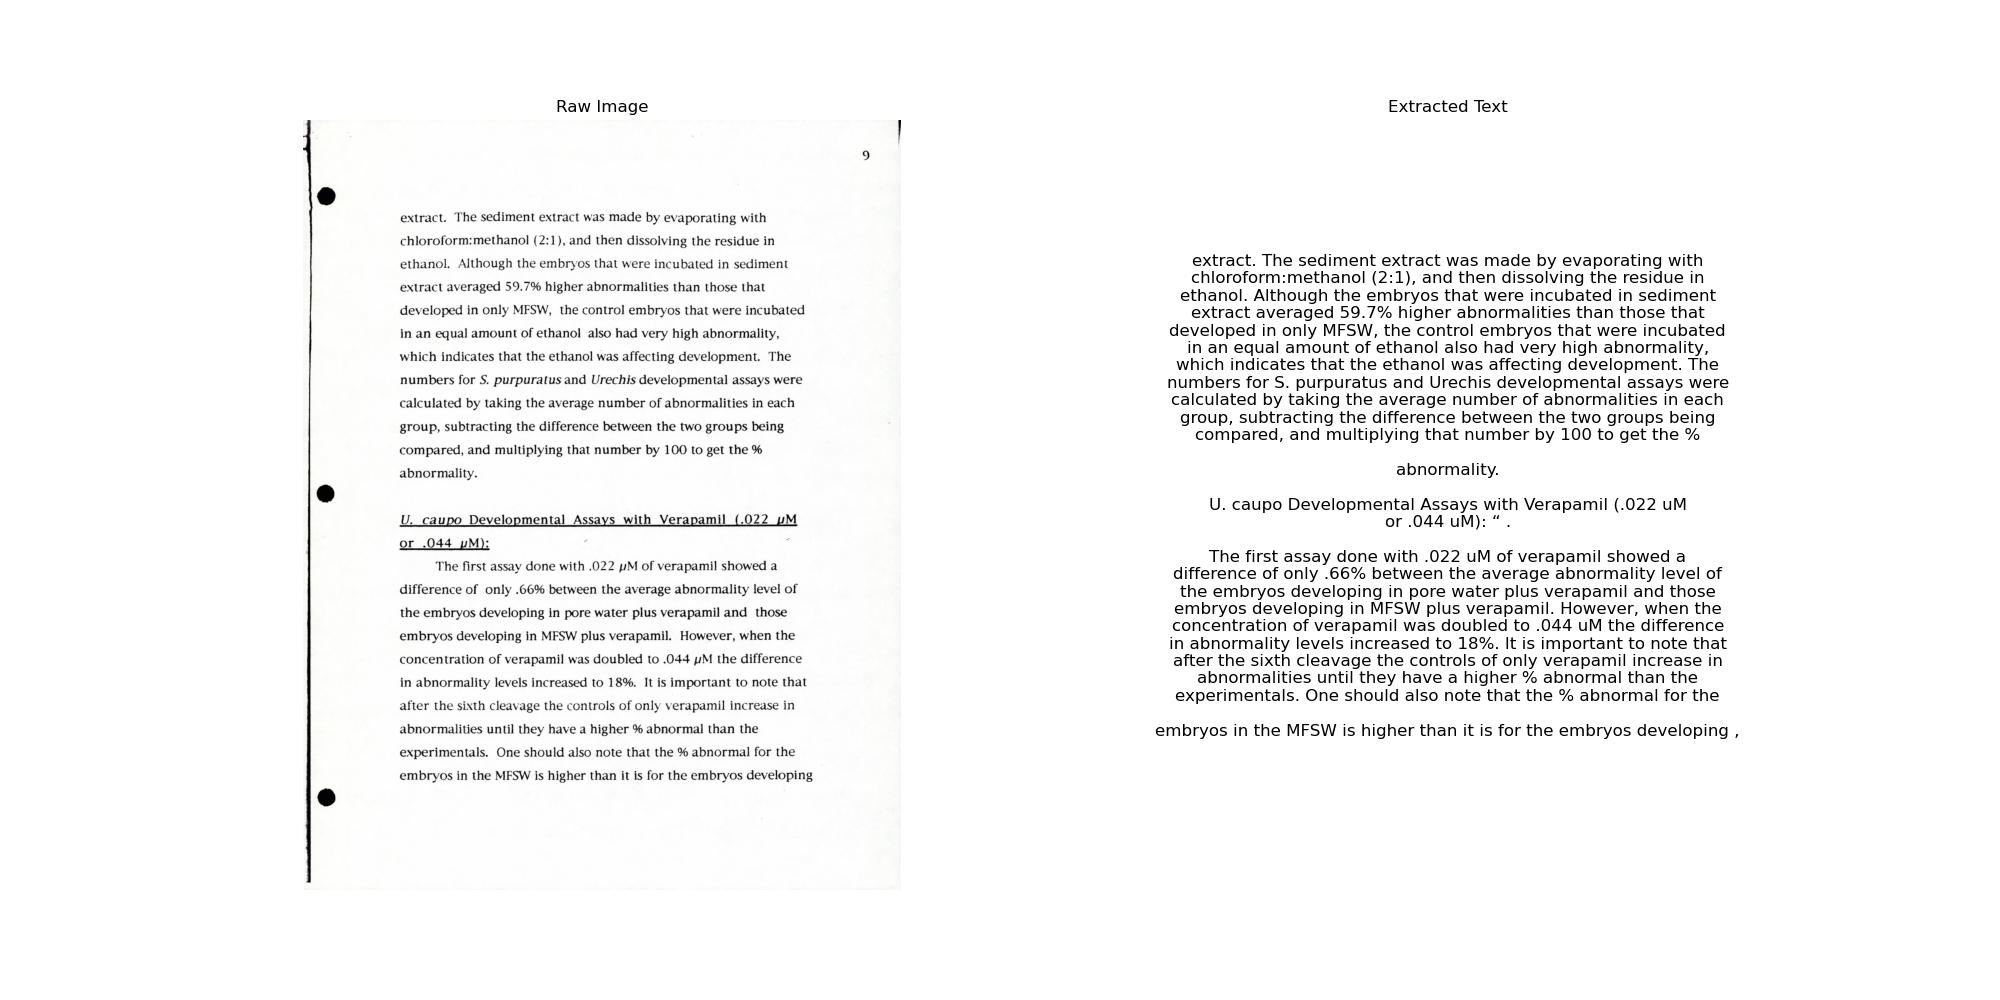 Raw Image
9
extract. The sediment extract was made by evaporating with
chloroform:methanol (2:1), and then dissolving the residue in
ethanol. Although the embryos that were incubated in sediment
extract averaged 59.7% higher abnormalities than those that
developed in only MFSW, the control embryos that were incubated
in an equal amount of ethanol also had very high abnormality,
which indicates that the ethanol was affecting development. The
numbers for S. purpuratus and Urechis developmental assays were
calculated by taking the average number of abnormalities in each
group, subtracting the difference between the two groups being
compared, and multiplying that number by 100 to get the %
abnormality.
U. caupo Developmental Assays with Verapamil (.022 μM
or .044 μM):
The first assay done with .022 μM of verapamil showed a
difference of only .66% between the average abnormality level of
the embryos developing in pore water plus verapamil and those
embryos developing in MFSW plus verapamil. However, when the
concentration of verapamil was doubled to .044 μM the difference
in abnormality levels increased to 18%. It is important to note that
after the sixth cleavage the controls of only verapamil increase in
abnormalities until they have a higher % abnormal than the
experimentals. One should also note that the % abnormal for the
embryos in the MFSW is higher than it is for the embryos developing
Extracted Text
extract. The sediment extract was made by evaporating with
chloroform:methanol (2:1), and then dissolving the residue in
ethanol. Although the embryos that were incubated in sediment
extract averaged 59.7% higher abnormalities than those that
developed in only MFSW, the control embryos that were incubated
in an equal amount of ethanol also had very high abnormality,
which indicates that the ethanol was affecting development. The
numbers for S. purpuratus and Urechis developmental assays were
calculated by taking the average number of abnormalities in each
group, subtracting the difference between the two groups being
compared, and multiplying that number by 100 to get the %
abnormality.
U. caupo Developmental Assays with Verapamil (.022 uM
or .044 uM): “ .
The first assay done with .022 uM of verapamil showed a
difference of only .66% between the average abnormality level of
the embryos developing in pore water plus verapamil and those
embryos developing in MFSW plus verapamil. However, when the
concentration of verapamil was doubled to .044 uM the difference
in abnormality levels increased to 18%. It is important to note that
after the sixth cleavage the controls of only verapamil increase in
abnormalities until they have a higher % abnormal than the
experimentals. One should also note that the % abnormal for the
embryos in the MFSW is higher than it is for the embryos developing ,